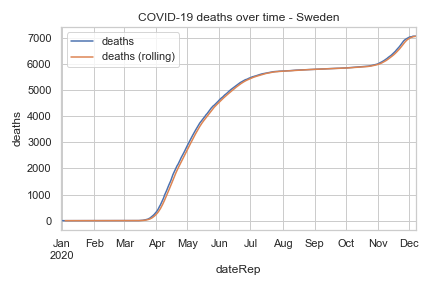 COVID-19 deaths over time - Sweden
deaths
deaths (rolling)
7000
6000
5000
4000
3000
2000
1000
0
deaths
Jan Feb Mar Apr May Jun Jul Aug Sep Oct Nov Dec
2020
dateRep